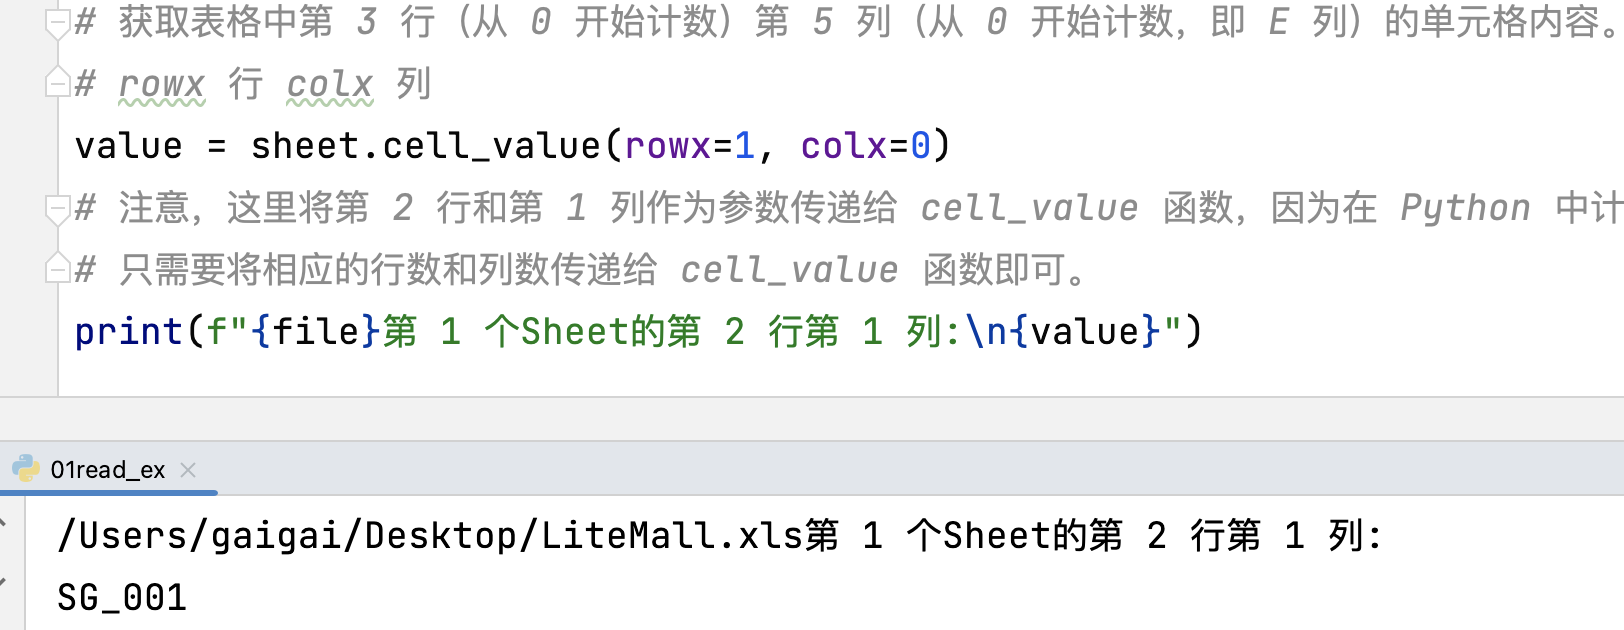 # 获取表格中第 3 行（从 0 开始计数）第 5 列（从 0 开始计数，即 E 列）的单元格内容。
# rowx 行 colx 列
value = sheet.cell_value(rowx=1, colx=0)
# 注意，这里将第 2 行和第 1 列作为参数传递给 cell_value 函数，因为在 Python 中计
# 只需要将相应的行数和列数传递给 cell_value 函数即可。
print(f"{file}第 1 个Sheet的第 2 行第 1 列:\n{value}")
01read_ex
/Users/gaigai/Desktop/LiteMall.xls第 1 个Sheet的第 2 行第 1 列:
SG_001